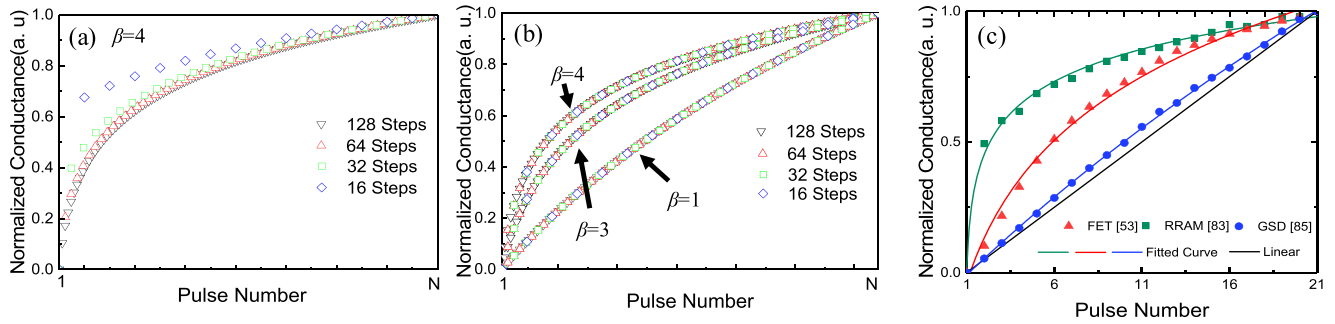 (a) β=4
Normalized Conductance(a. u)
1.0
0.8
0.6
0.4
0.2
0.0
128 Steps
64 Steps
32 Steps
16 Steps
1 N
Pulse Number
(b)
Normalized Conductance(a. u.)
1.0
0.8
0.6
0.4
0.2
0.0
β=4
β=3
β=1
128 Steps
64 Steps
32 Steps
16 Steps
1 N
Pulse Number
(c)
Normalized Conductance(a. u.)
1.0
0.5
0.0
FET [53] RRAM [83] GSD [85]
Fitted Curve Linear
1 6 11 16 21
Pulse Number